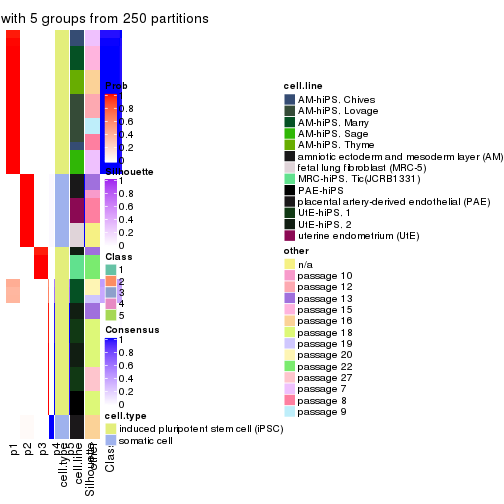 with 5 groups from 250 partitions
Prob
0.8
0.6
0.4
0.2
0
Silhouette
1
0.8
0.6
0.4
0.2
0
Class
1
2
3
4
5
Consensus
1
0.8
0.6
0.4
0.2
0
cell.type
induced pluripotent stem cell (iPSC)
somatic cell
cell.line
AM-hiPS. Chives
AM-hiPS. Lovage
AM-hiPS. Marry
AM-hiPS. Sage
AM-hiPS. Thyme
amniotic ectoderm and mesoderm layer (AM)
fetal lung fibroblast (MRC-5)
MRC-hiPS. Tic(JCRB1331)
PAE-hiPS
placental artery-derived endothelial (PAE)
UtE-hiPS. 1
UtE-hiPS. 2
uterine endometrium (UtE)
other
n/a
passage 10
passage 12
passage 13
passage 15
passage 16
passage 18
passage 19
passage 20
passage 22
passage 27
passage 7
passage 8
passage 9
p1
p2
p3
p4
cell.type
p5
cell.line
Silhouette
other
Class